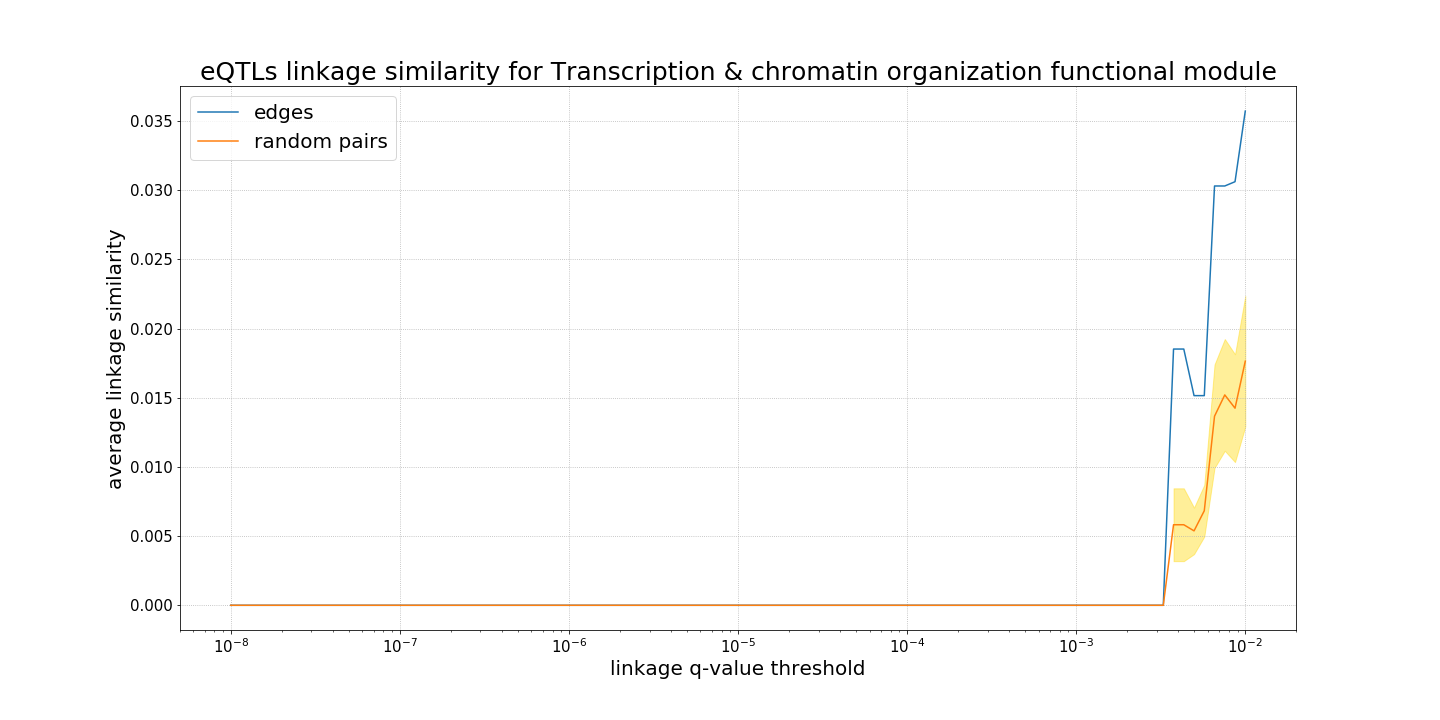 eQTLs linkage similarity for Transcription & chromatin organization functional module
edges
random pairs
average linkage similarity
0.035
0.030
0.025
0.020
0.015
0.010
0.005
0.000
10⁻⁸ 10⁻⁷ 10⁻⁶ 10⁻⁵ 10⁻⁴ 10⁻³ 10⁻²
linkage q-value threshold